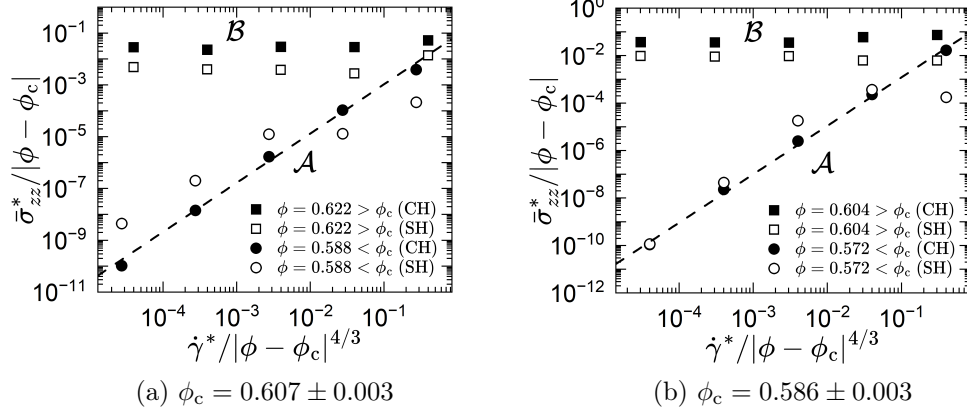 10⁻¹
10⁻³
10⁻⁵
10⁻⁷
10⁻⁹
10⁻¹¹
σ̄*_zz/|ϕ − ϕ_c|
ℬ
𝒜
ϕ = 0.622 > ϕ_c (CH)
ϕ = 0.622 > ϕ_c (SH)
ϕ = 0.588 < ϕ_c (CH)
ϕ = 0.588 < ϕ_c (SH)
10⁻⁴ 10⁻³ 10⁻² 10⁻¹
γ̇*/|ϕ − ϕ_c|^{4/3}
(a) ϕ_c = 0.607 ± 0.003
10⁰
10⁻²
10⁻⁴
10⁻⁶
10⁻⁸
10⁻¹⁰
10⁻¹²
σ̄*_zz/|ϕ − ϕ_c|
ℬ
𝒜
ϕ = 0.604 > ϕ_c (CH)
ϕ = 0.604 > ϕ_c (SH)
ϕ = 0.572 < ϕ_c (CH)
ϕ = 0.572 < ϕ_c (SH)
10⁻⁴ 10⁻³ 10⁻² 10⁻¹
γ̇*/|ϕ − ϕ_c|^{4/3}
(b) ϕ_c = 0.586 ± 0.003